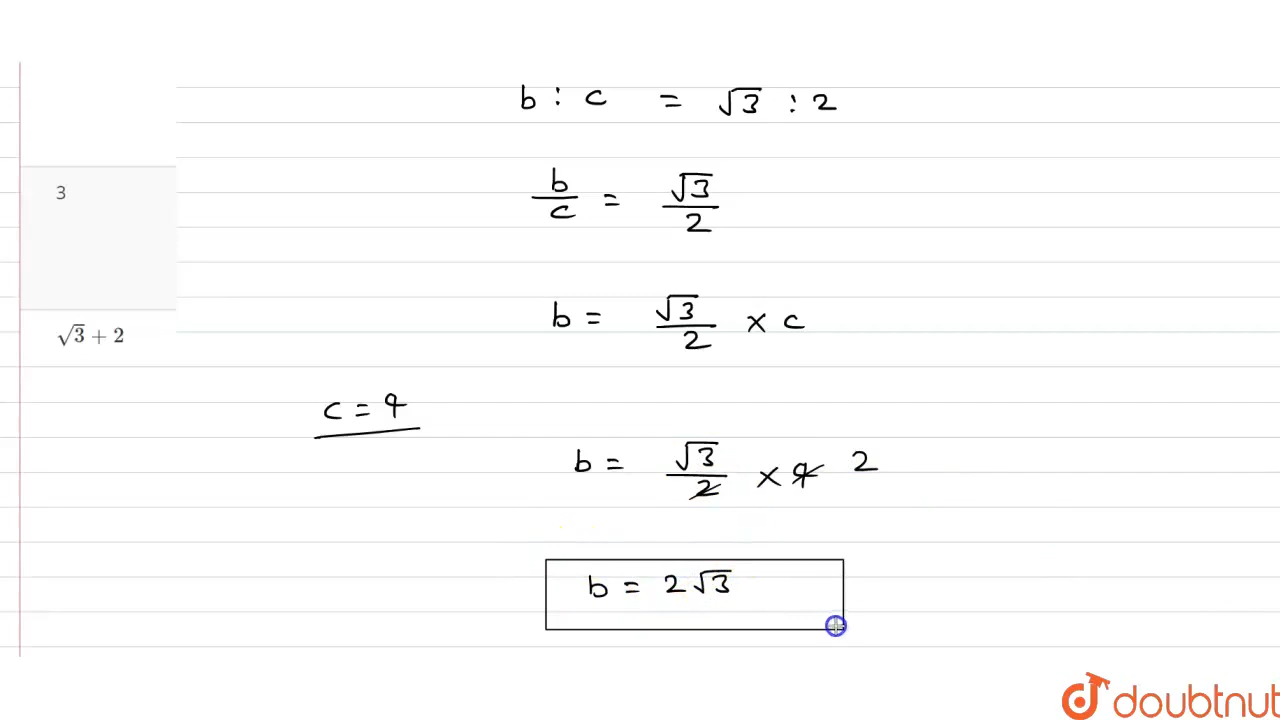 b : c = √3 : 2
3
b/c = √3/2
b = √3/2 × c
√3 + 2
c = 4
b = √3/2 × 4 2
b = 2√3
doubtnut